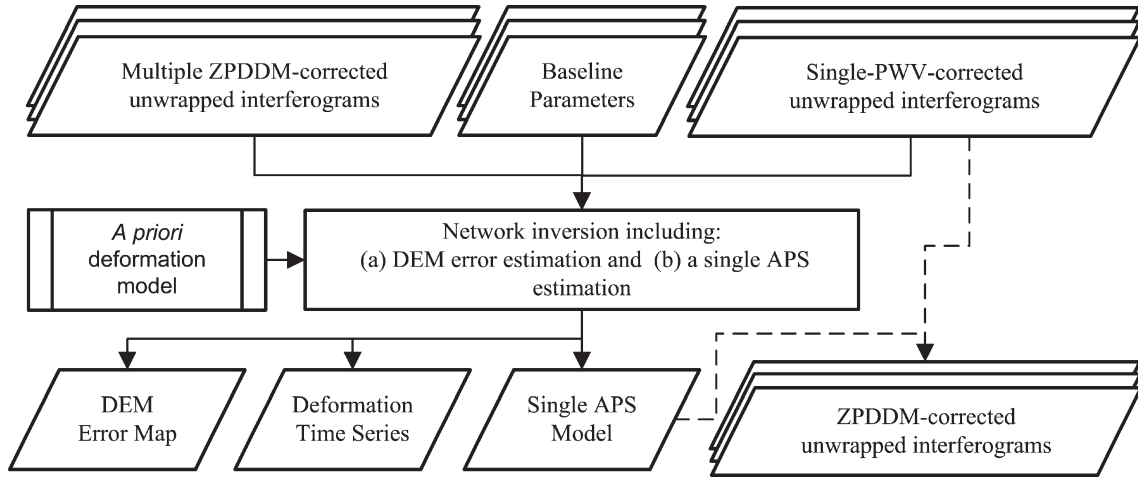 Multiple ZPDDM-corrected
unwrapped interferograms
Baseline
Parameters
Single-PWV-corrected
unwrapped interferograms
A priori
deformation
model
Network inversion including:
(a) DEM error estimation and (b) a single APS
estimation
DEM
Error Map
Deformation
Time Series
Single APS
Model
ZPDDM-corrected
unwrapped interferograms